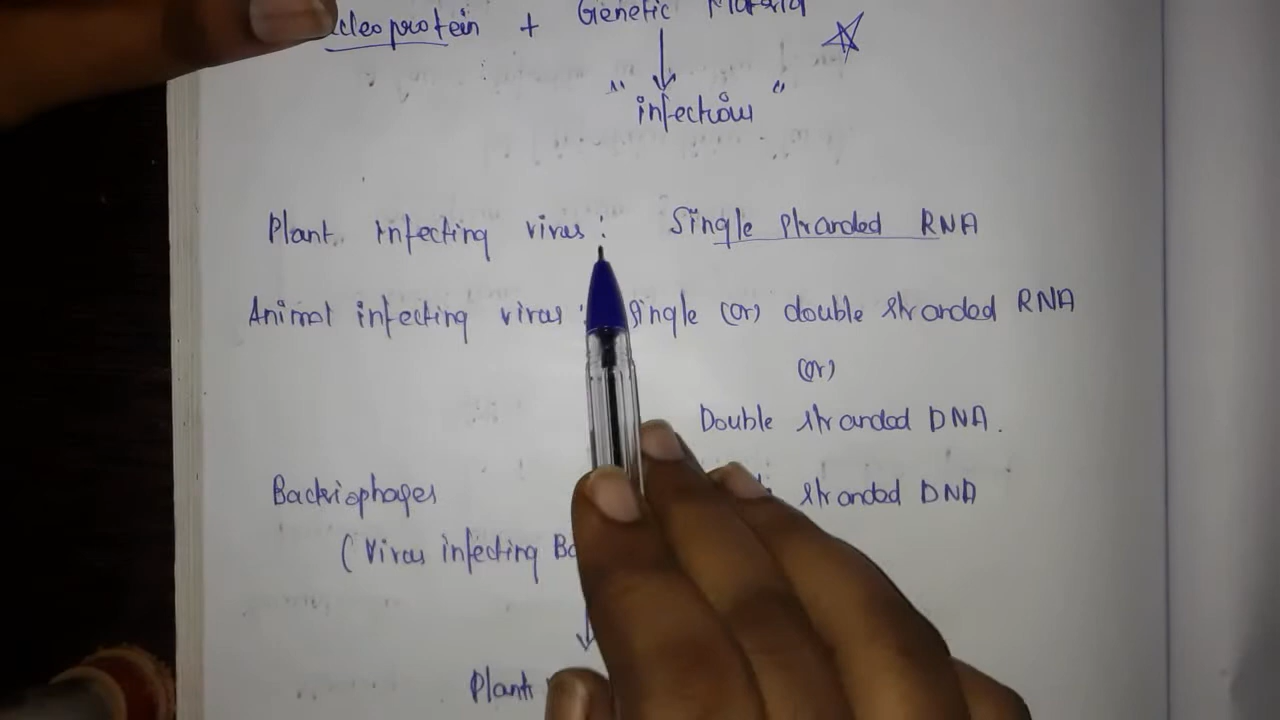 + Genetic
"infection"
Plant infecting virus: Single stranded RNA
Animal infecting virus : single (or) double stranded RNA
(or)
Double stranded DNA.
Bacteriophages stranded DNA
(Virus infecting
Plant